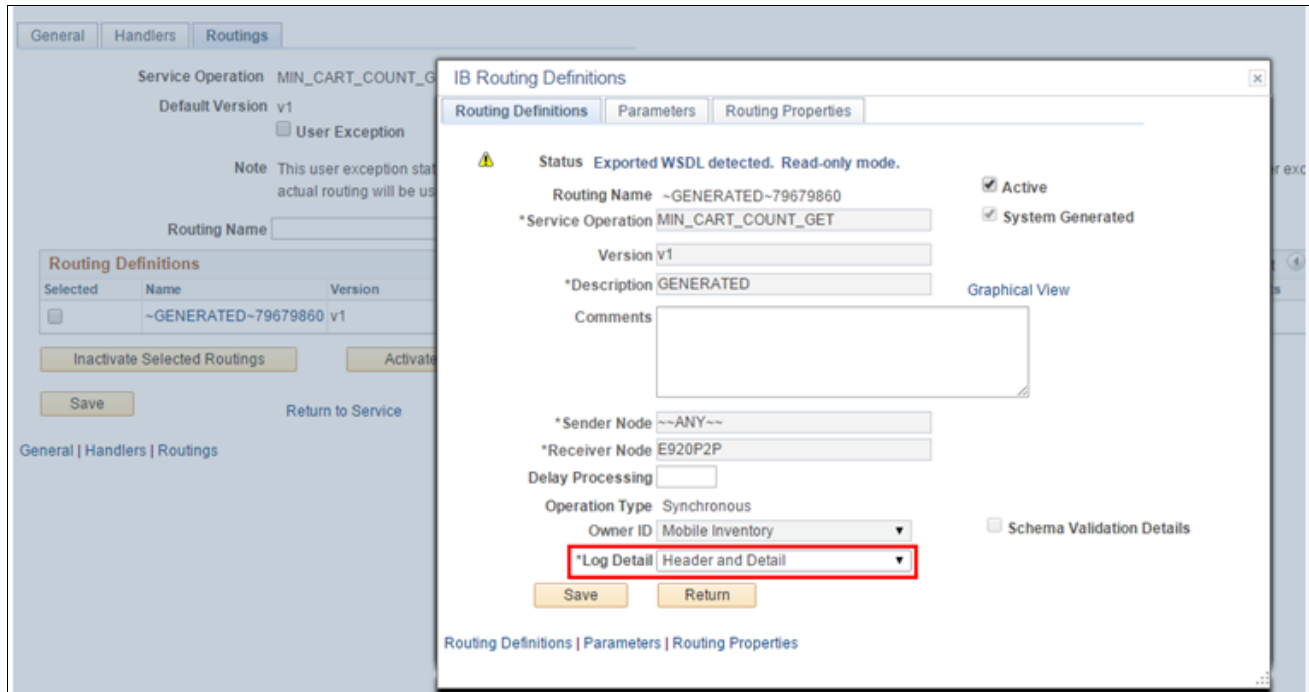 General Handlers Routings
Service Operation MIN_CART_COUNT_G
Default Version v1
User Exception
Note This user exception stat
actual routing will be us
r exc
Routing Name
Routing Definitions
Selected Name Version
~GENERATED~79679860 v1
Inactivate Selected Routings Activate
Save Return to Service
General | Handlers | Routings
IB Routing Definitions
Routing Definitions Parameters Routing Properties
Status Exported WSDL detected. Read-only mode.
Routing Name ~GENERATED~79679860 Active
*Service Operation MIN_CART_COUNT_GET System Generated
Version v1
*Description GENERATED Graphical View
Comments
*Sender Node ~~ANY~~
*Receiver Node E920P2P
Delay Processing
Operation Type Synchronous
Owner ID Mobile Inventory Schema Validation Details
*Log Detail Header and Detail
Save Return
Routing Definitions | Parameters | Routing Properties